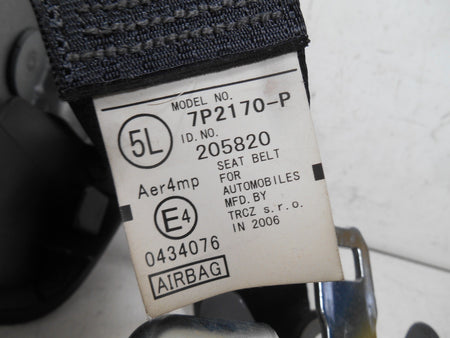 MODEL NO.
7P2170-P
5L
ID. NO.
205820
Aer4mp
SEAT BELT
FOR
AUTOMOBILES
MFD. BY
TRCZ s.r.o.
IN 2006
E4
0434076
AIRBAG